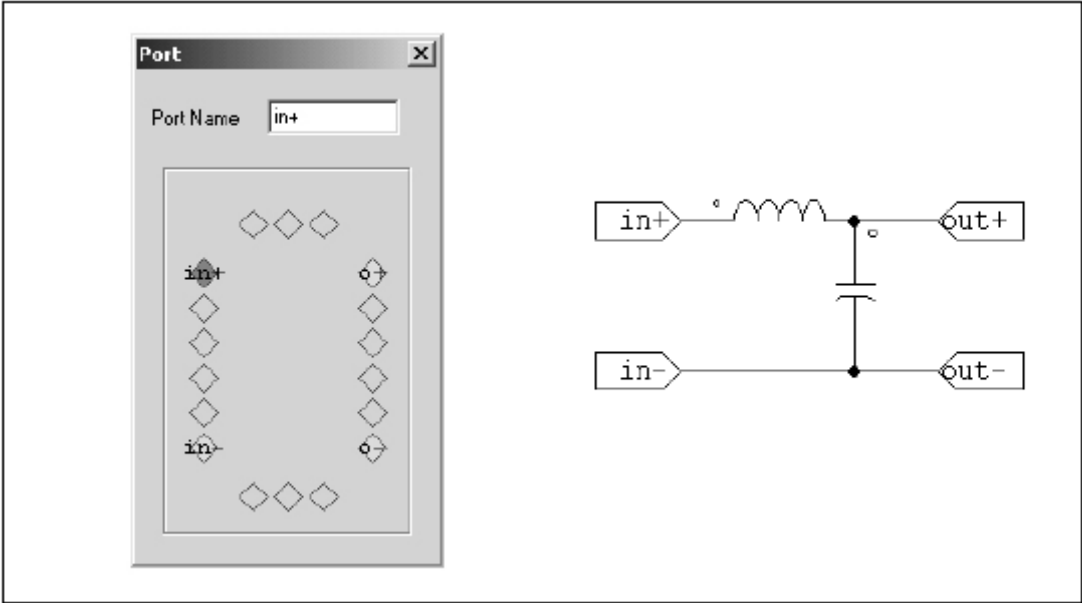 Port
Port Name in+
in+ o+
in- o-
in+ out+
in- out-